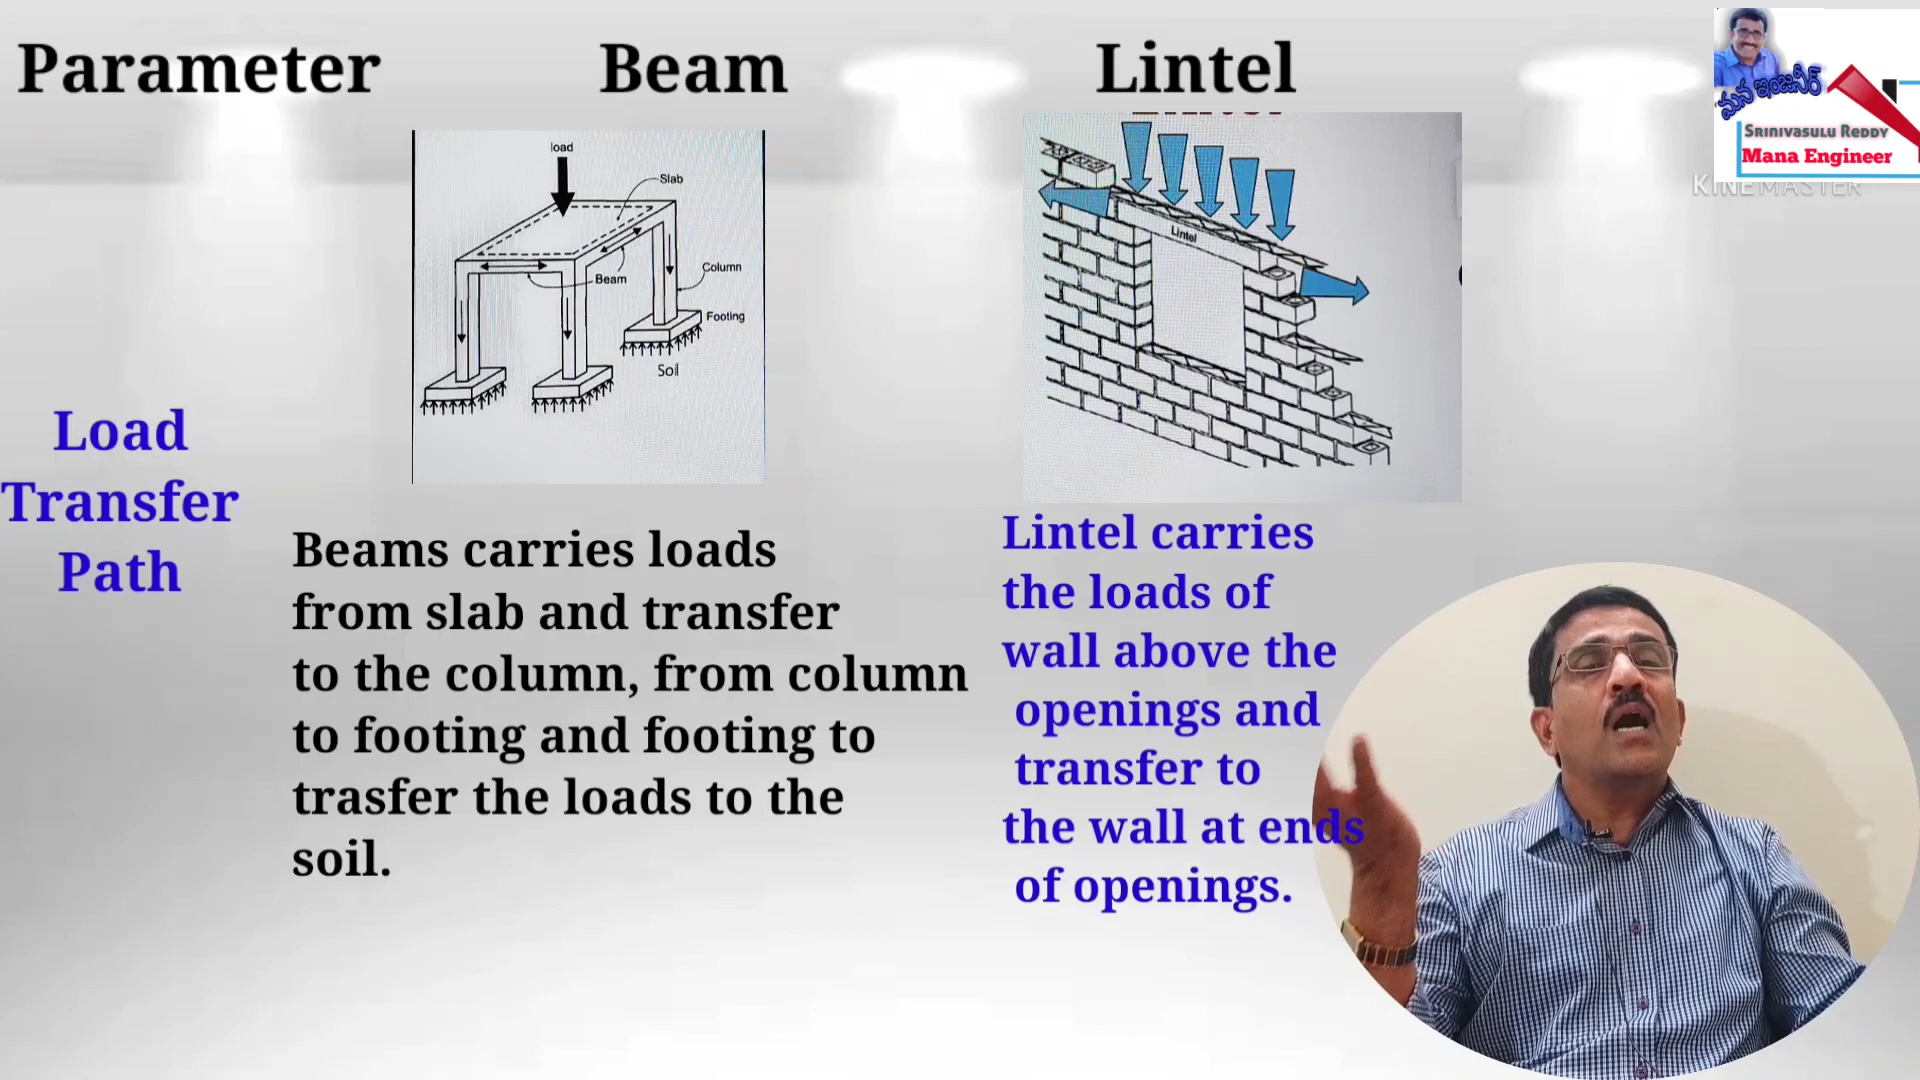 Parameter
Beam
Lintel
load
Slab
Beam
Column
Footing
Soil
Lintel
Load
Transfer
Path
Beams carries loads
from slab and transfer
to the column, from column
to footing and footing to
trasfer the loads to the
soil.
Lintel carries
the loads of
wall above the
openings and
transfer to
the wall at ends
of openings.
మన ఇంజనీర్
SRINIVASULU REDDY
Mana Engineer
KINEMASTER